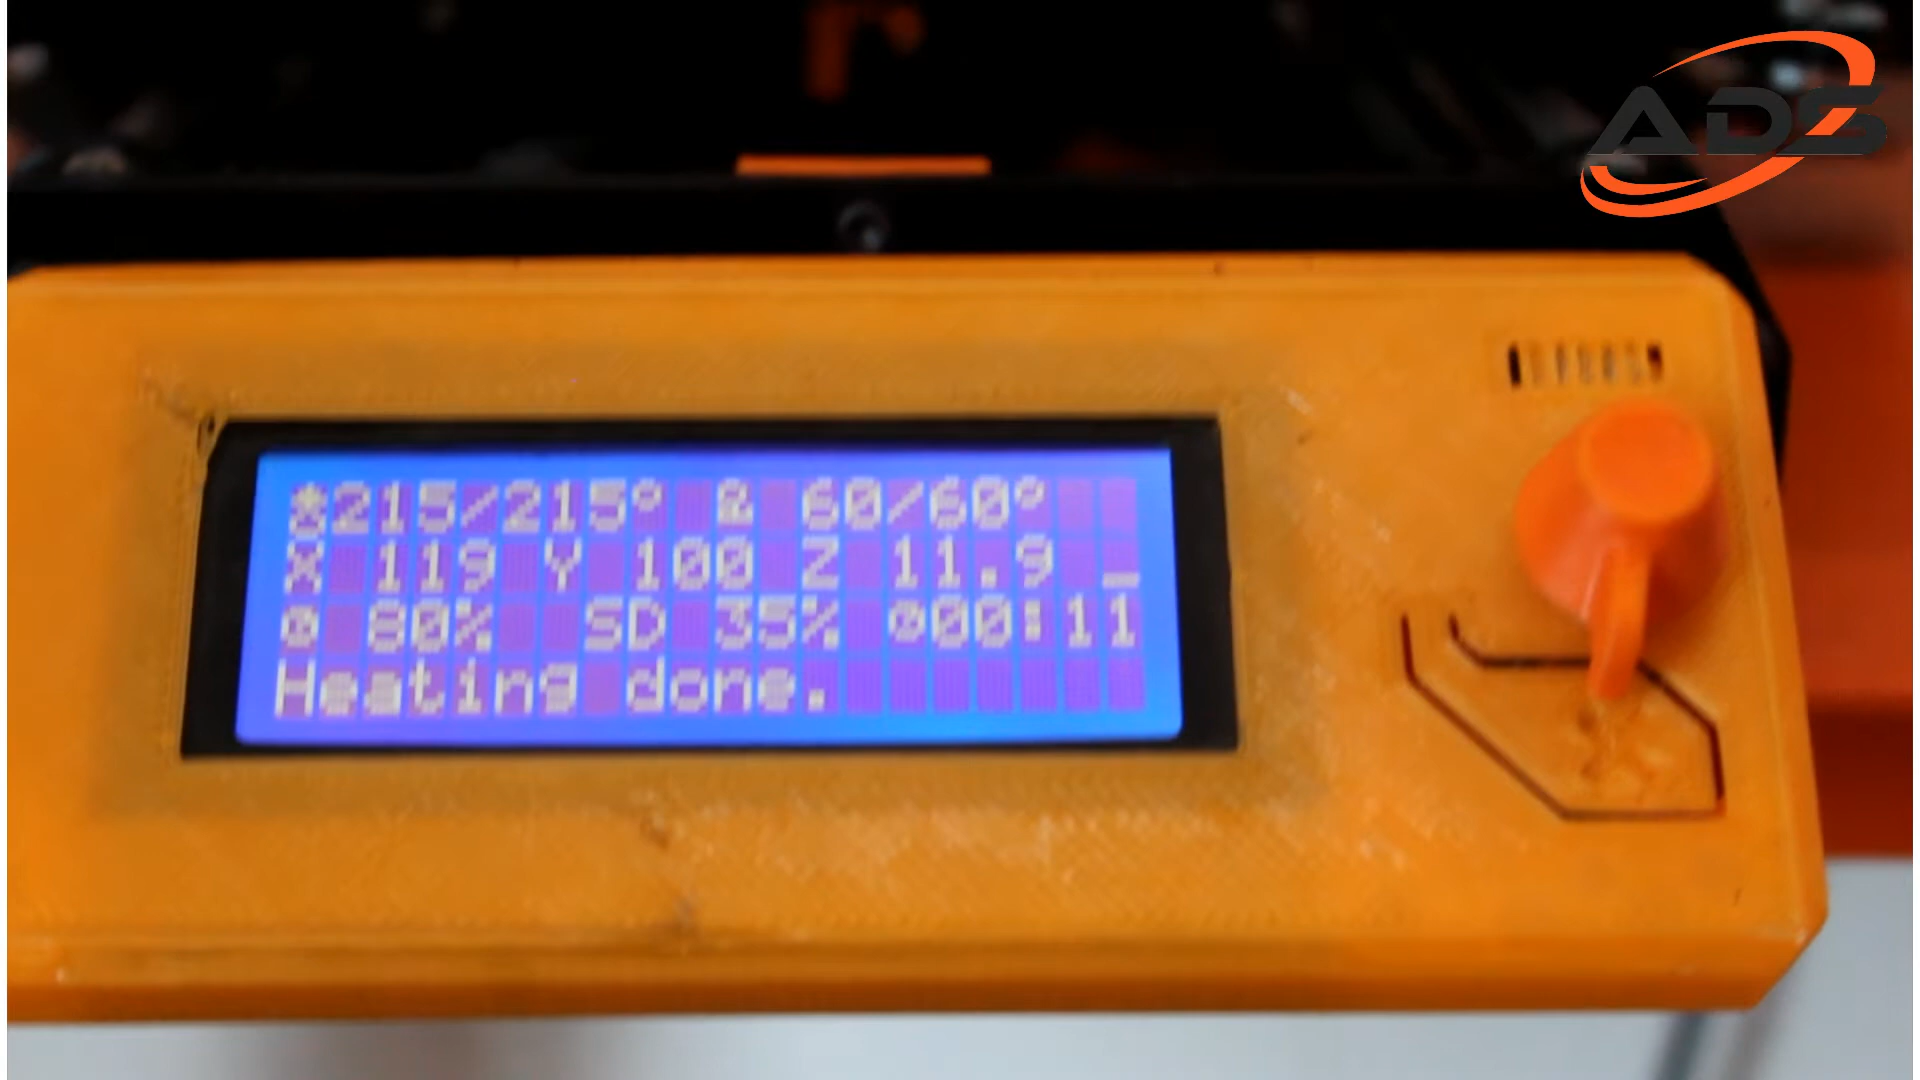 ADS
215/215° 60/60°
X 119 Y 100 Z 11.9 _
80% SD 35% 00:11
Heating done.